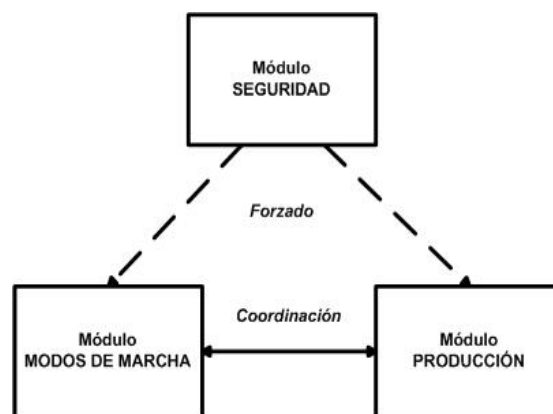 Módulo
SEGURIDAD
Forzado
Coordinación
Módulo
MODOS DE MARCHA
Módulo
PRODUCCIÓN